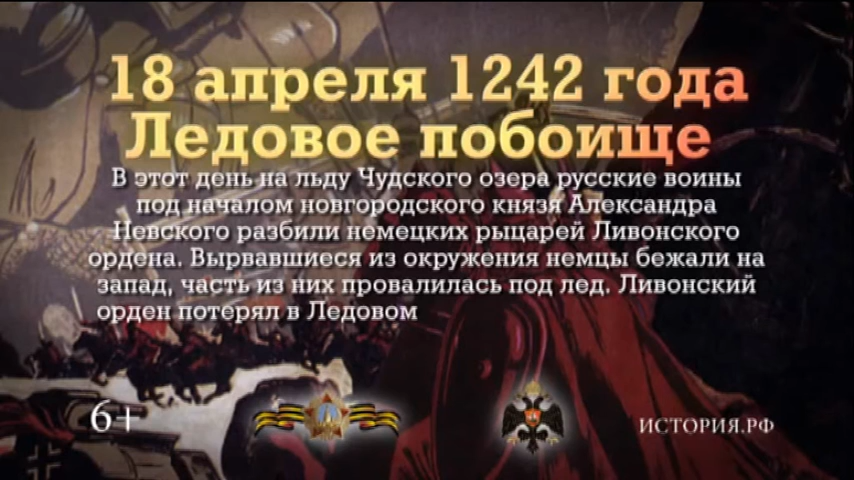 18 апреля 1242 года
Ледовое побоище
В этот день на льду Чудского озера русские воины
под началом новгородского князя Александра
Невского разбили немецких рыцарей Ливонского
ордена. Вырвавшиеся из окружения немцы бежали на
запад, часть из них провалилась под лед. Ливонский
орден потерял в Ледовом
6+
ИСТОРИЯ.РФ